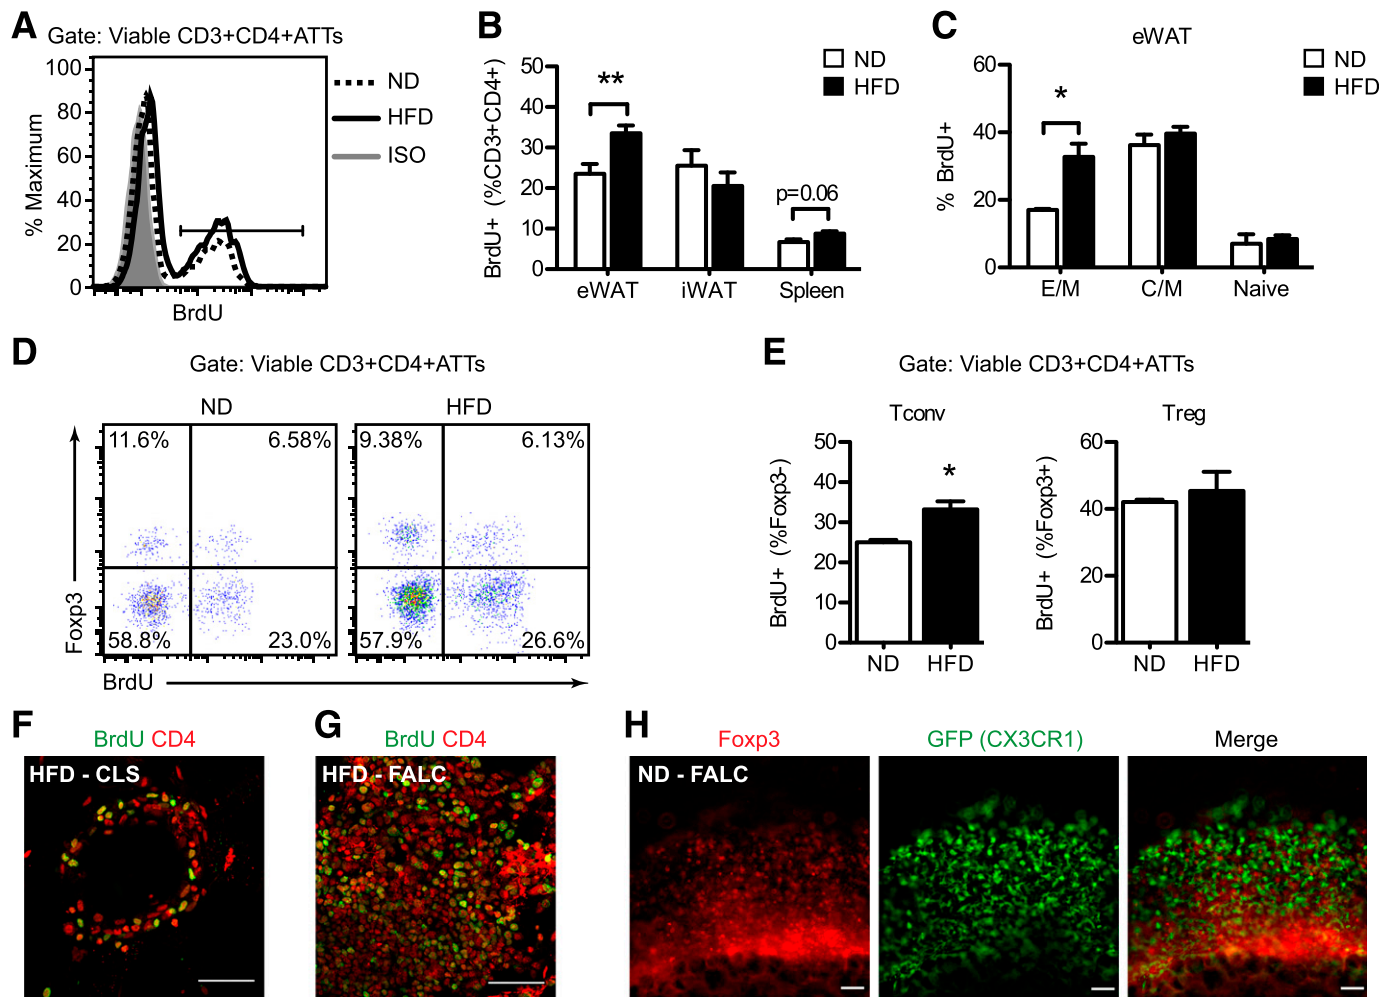 A
Gate: Viable CD3+CD4+ATTs
% Maximum
100
80
60
40
20
0
BrdU
ND
HFD
ISO
B
BrdU+ (%CD3+CD4+)
50
40
30
20
10
0
**
p=0.06
eWAT
iWAT
Spleen
ND
HFD
C
eWAT
% BrdU+
60
40
20
0
*
E/M
C/M
Naive
ND
HFD
D
Gate: Viable CD3+CD4+ATTs
ND
HFD
11.6%
6.58%
58.8%
23.0%
9.38%
6.13%
57.9%
26.6%
Foxp3
BrdU
E
Gate: Viable CD3+CD4+ATTs
Tconv
BrdU+ (%Foxp3-)
50
40
30
20
10
0
*
ND
HFD
Treg
BrdU+ (%Foxp3+)
60
40
20
0
ND
HFD
F
BrdU CD4
HFD - CLS
G
BrdU CD4
HFD - FALC
H
Foxp3
GFP (CX3CR1)
Merge
ND - FALC